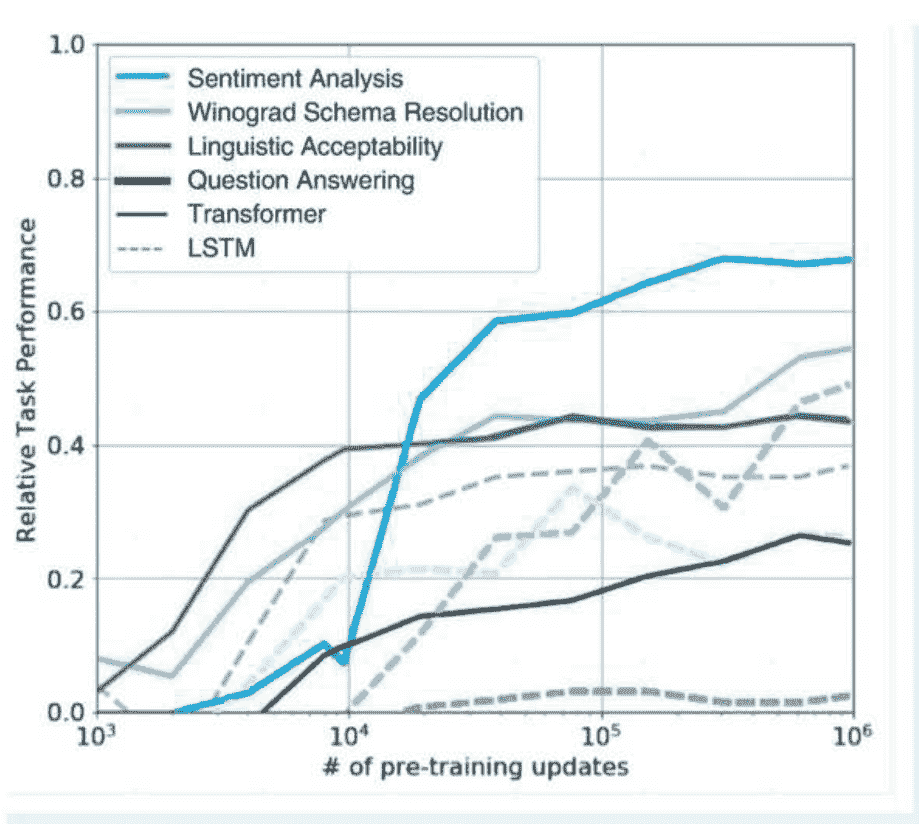 1.0
Sentiment Analysis
Winograd Schema Resolution
Linguistic Acceptability
0.8
Question Answering
Transformer
LSTM
Relative Task Performance
0.6
0.4
0.2
0.0
10³ 10⁴ 10⁵ 10⁶
# of pre-training updates